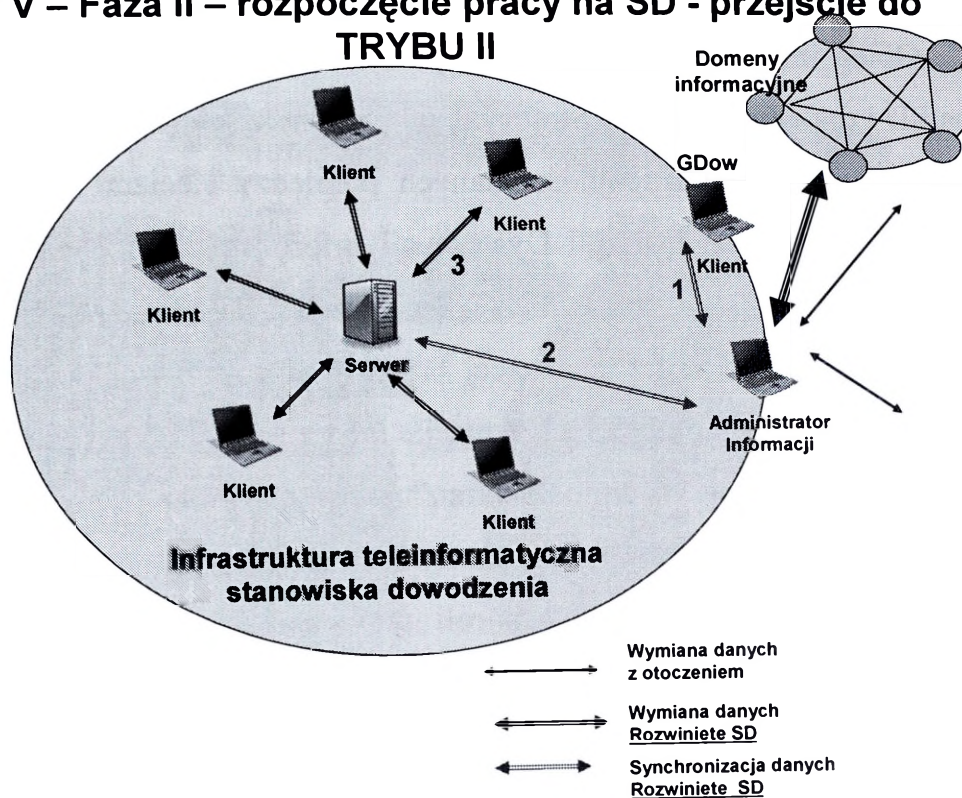 V – Faza II – rozpoczęcie pracy na SD - przejście do
TRYBU II
Domeny
informacyjne
Klient
GDow
Klient
Klient
3
1
Klient
Serwer
2
Administrator
Informacji
Klient
Klient
Infrastruktura teleinformatyczna
stanowiska dowodzenia
Wymiana danych
z otoczeniem
Wymiana danych
Rozwiniete SD
Synchronizacja danych
Rozwiniete SD